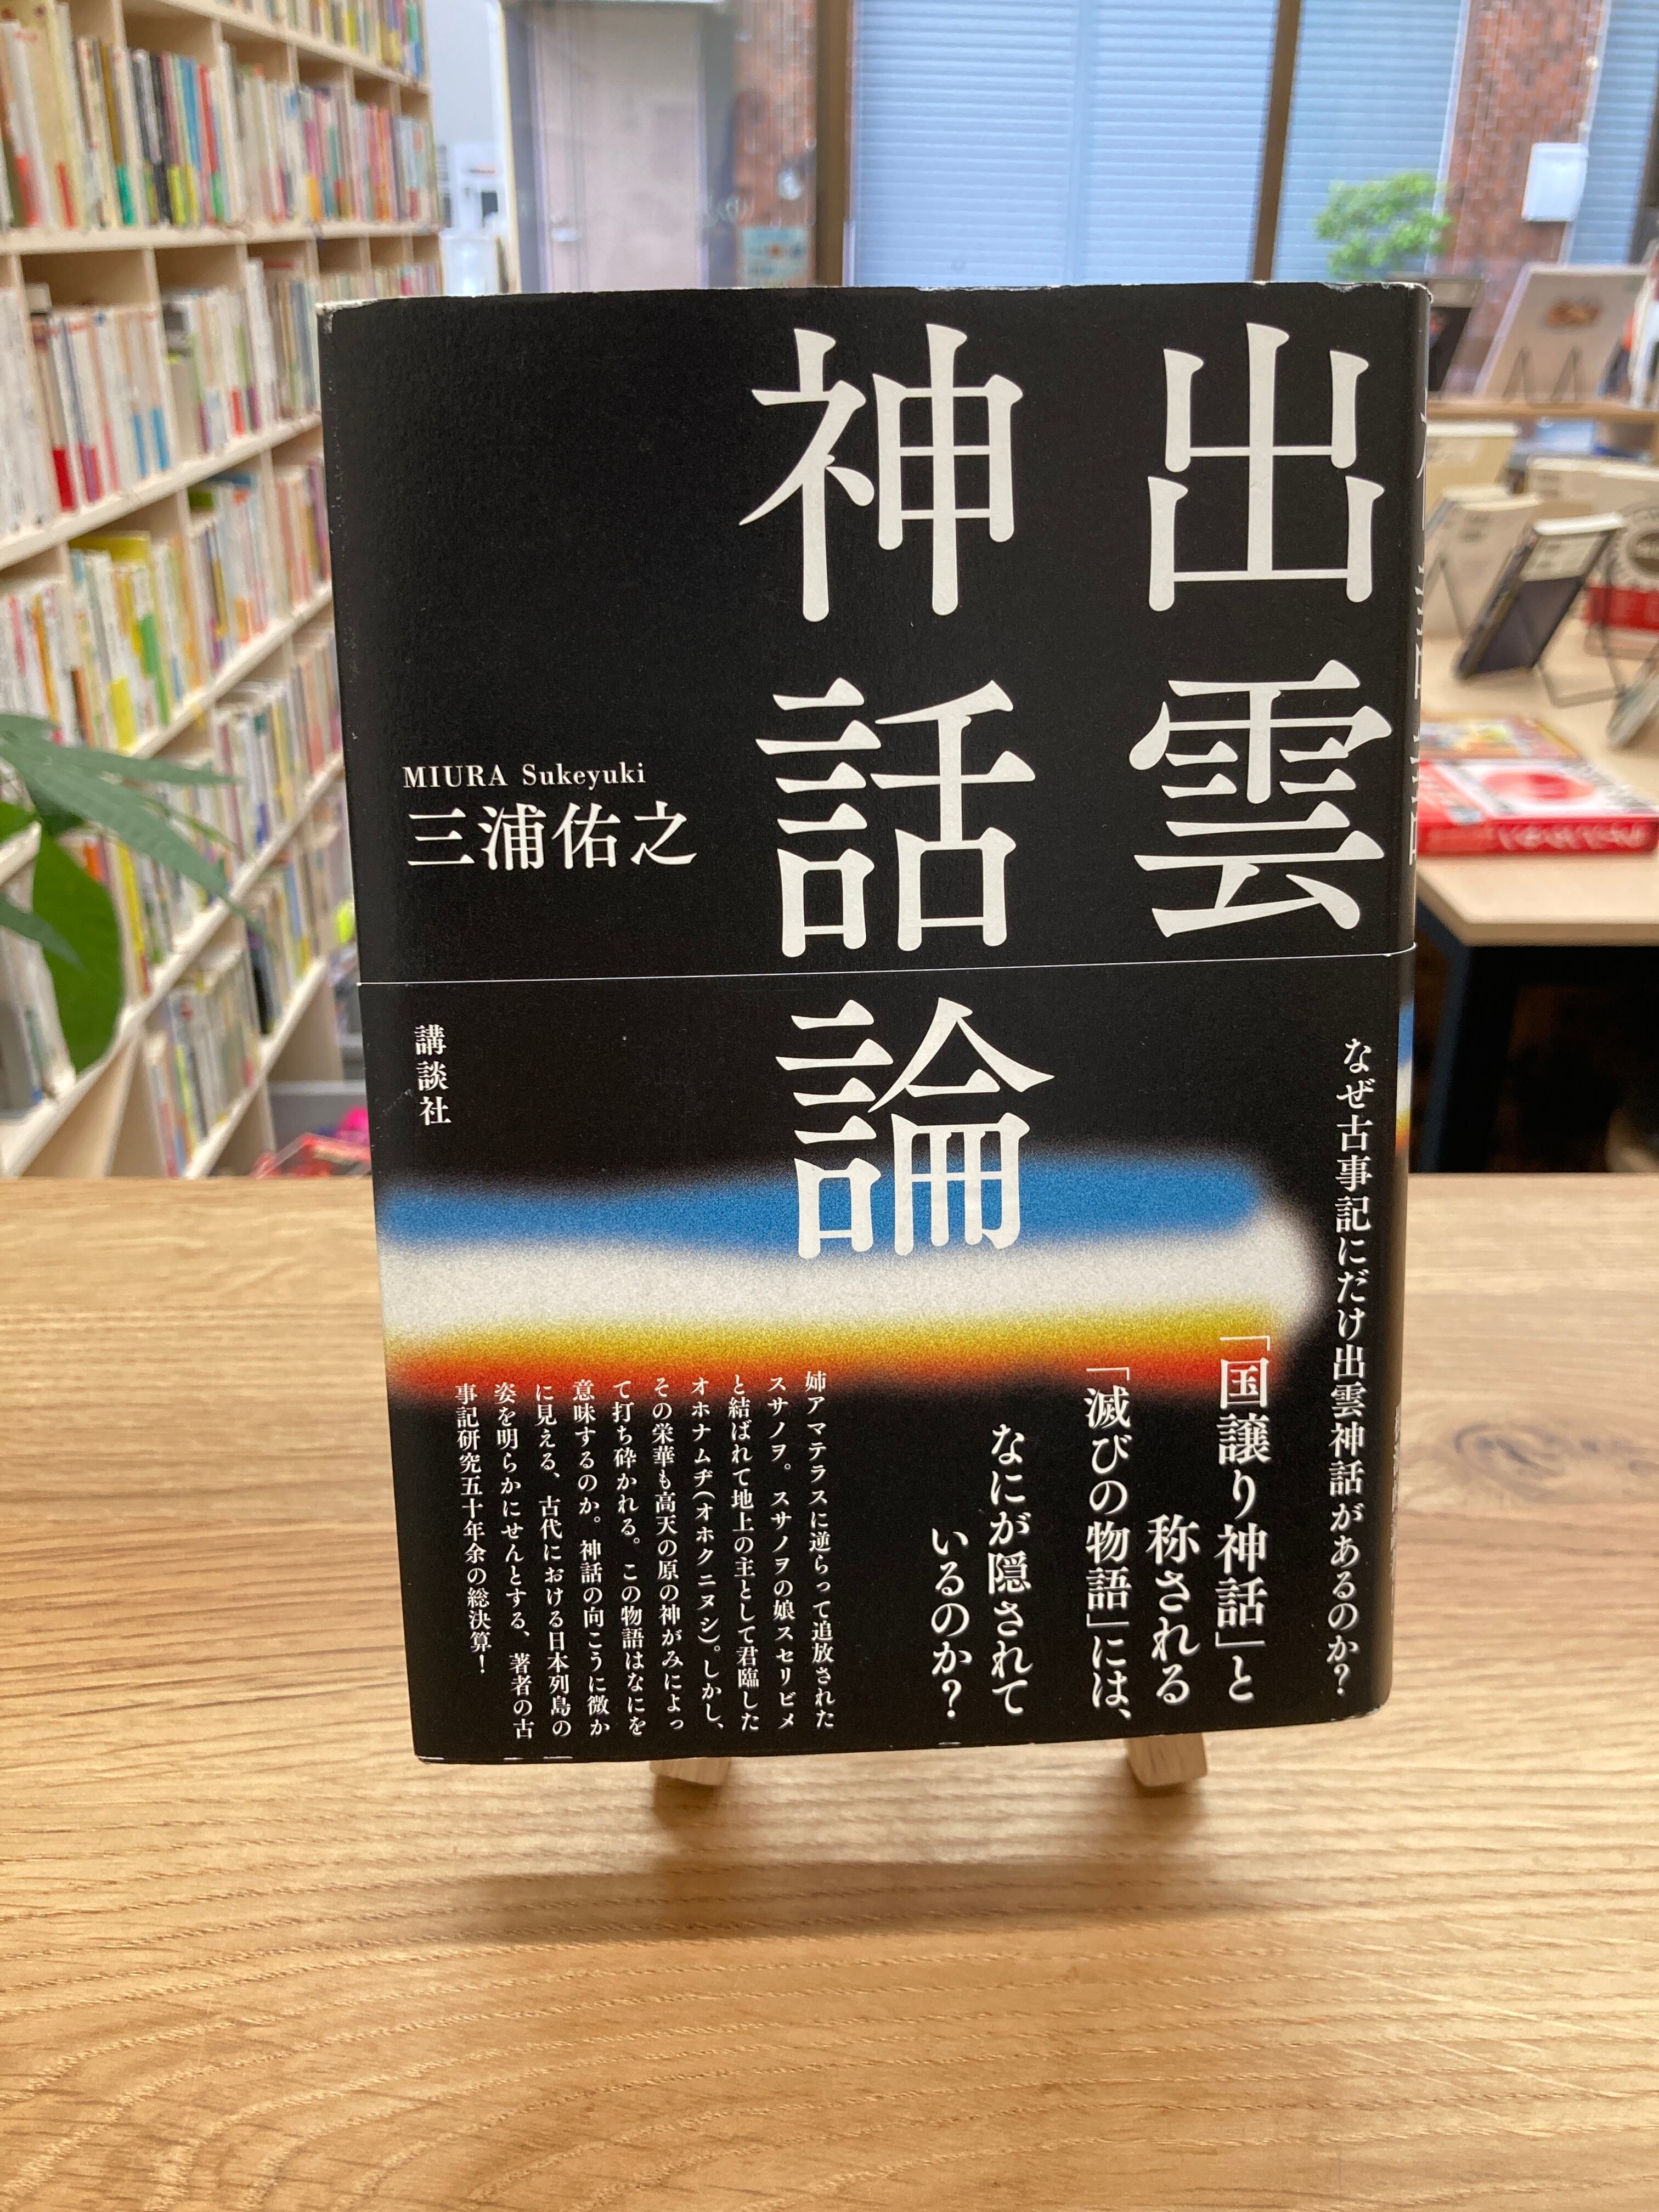 出雲
神話論
MIURA Sukeyuki
三浦佑之
講談社
なぜ古事記にだけ出雲神話があるのか?
「国譲り神話」と
称される
「滅びの物語」には、
なにが隠されて
いるのか?
姉アマテラスに逆らって追放された
スサノヲ。スサノヲの娘スセリビメ
と結ばれて地上の主として君臨した
オホナムヂ(オホクニヌシ)。しかし、
その栄華も高天の原の神がみによっ
て打ち砕かれる。この物語はなにを
意味するのか。神話の向こうに微か
に見える、古代における日本列島の
姿を明らかにせんとする、著者の古
事記研究五十年余の総決算!